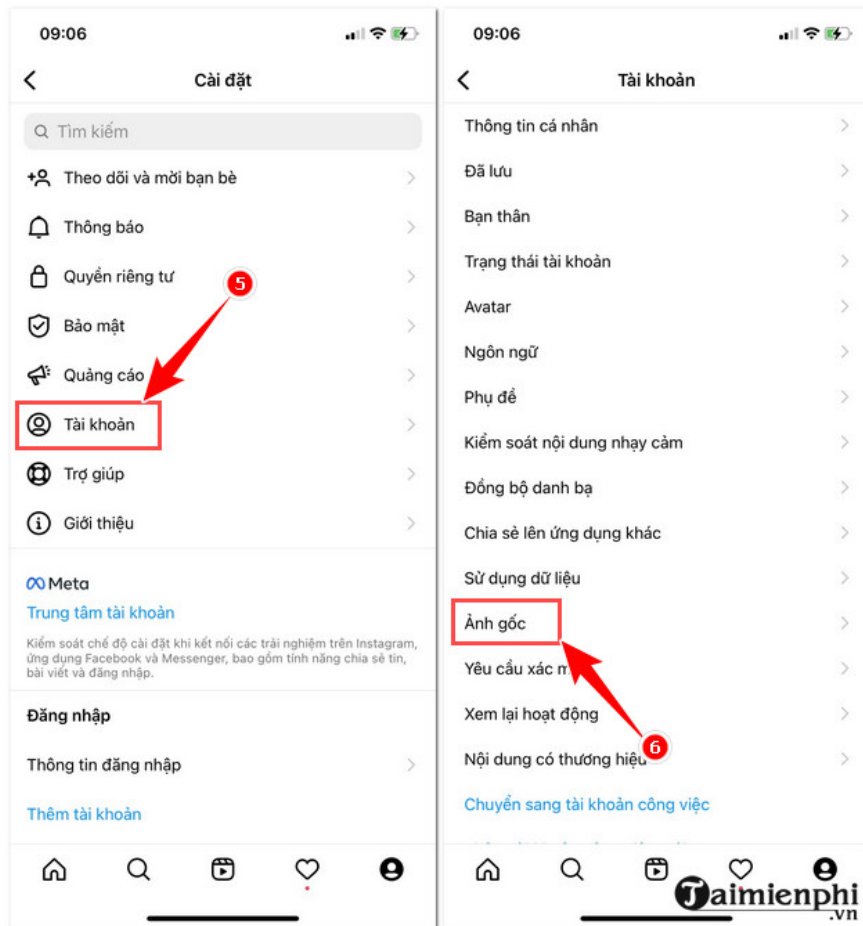 09:06
Cài đặt
Tìm kiếm
Theo dõi và mời bạn bè
Thông báo
Quyền riêng tư
5
Bảo mật
Quảng cáo
Tài khoản
Trợ giúp
Giới thiệu
Meta
Trung tâm tài khoản
Kiểm soát chế độ cài đặt khi kết nối các trải nghiệm trên Instagram,
ứng dụng Facebook và Messenger, bao gồm tính năng chia sẻ tin,
bài viết và đăng nhập.
Đăng nhập
Thông tin đăng nhập
Thêm tài khoản
09:06
Tài khoản
Thông tin cá nhân
Đã lưu
Bạn thân
Trạng thái tài khoản
Avatar
Ngôn ngữ
Phụ đề
Kiểm soát nội dung nhạy cảm
Đồng bộ danh bạ
Chia sẻ lên ứng dụng khác
Sử dụng dữ liệu
Ảnh gốc
Yêu cầu xác
Xem lại hoạt động
Nội dung có thương hiệu
6
Chuyển sang tài khoản công việc
Taimienphi
.vn